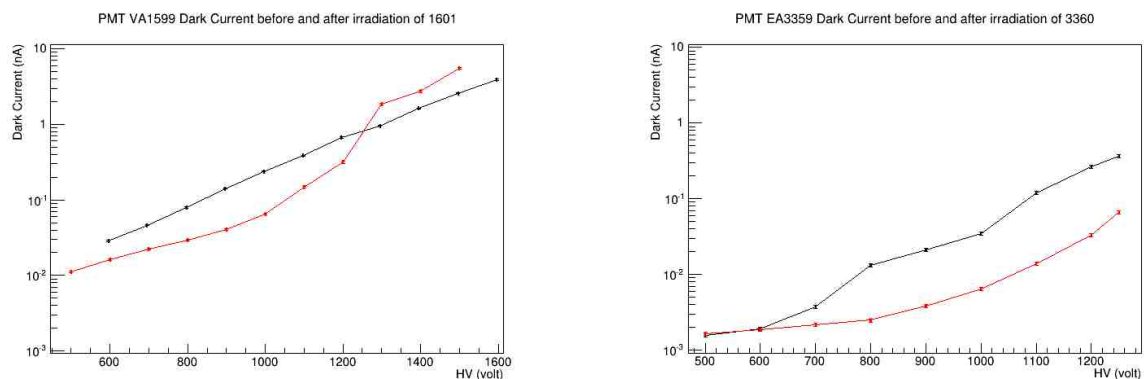 PMT VA1599 Dark Current before and after irradiation of 1601
Dark Current (nA)
10
1
10-1
10-2
10-3
600 800 1000 1200 1400 1600
HV (volt)
PMT EA3359 Dark Current before and after irradiation of 3360
Dark Current (nA)
10
1
10-1
10-2
10-3
500 600 700 800 900 1000 1100 1200
HV (volt)